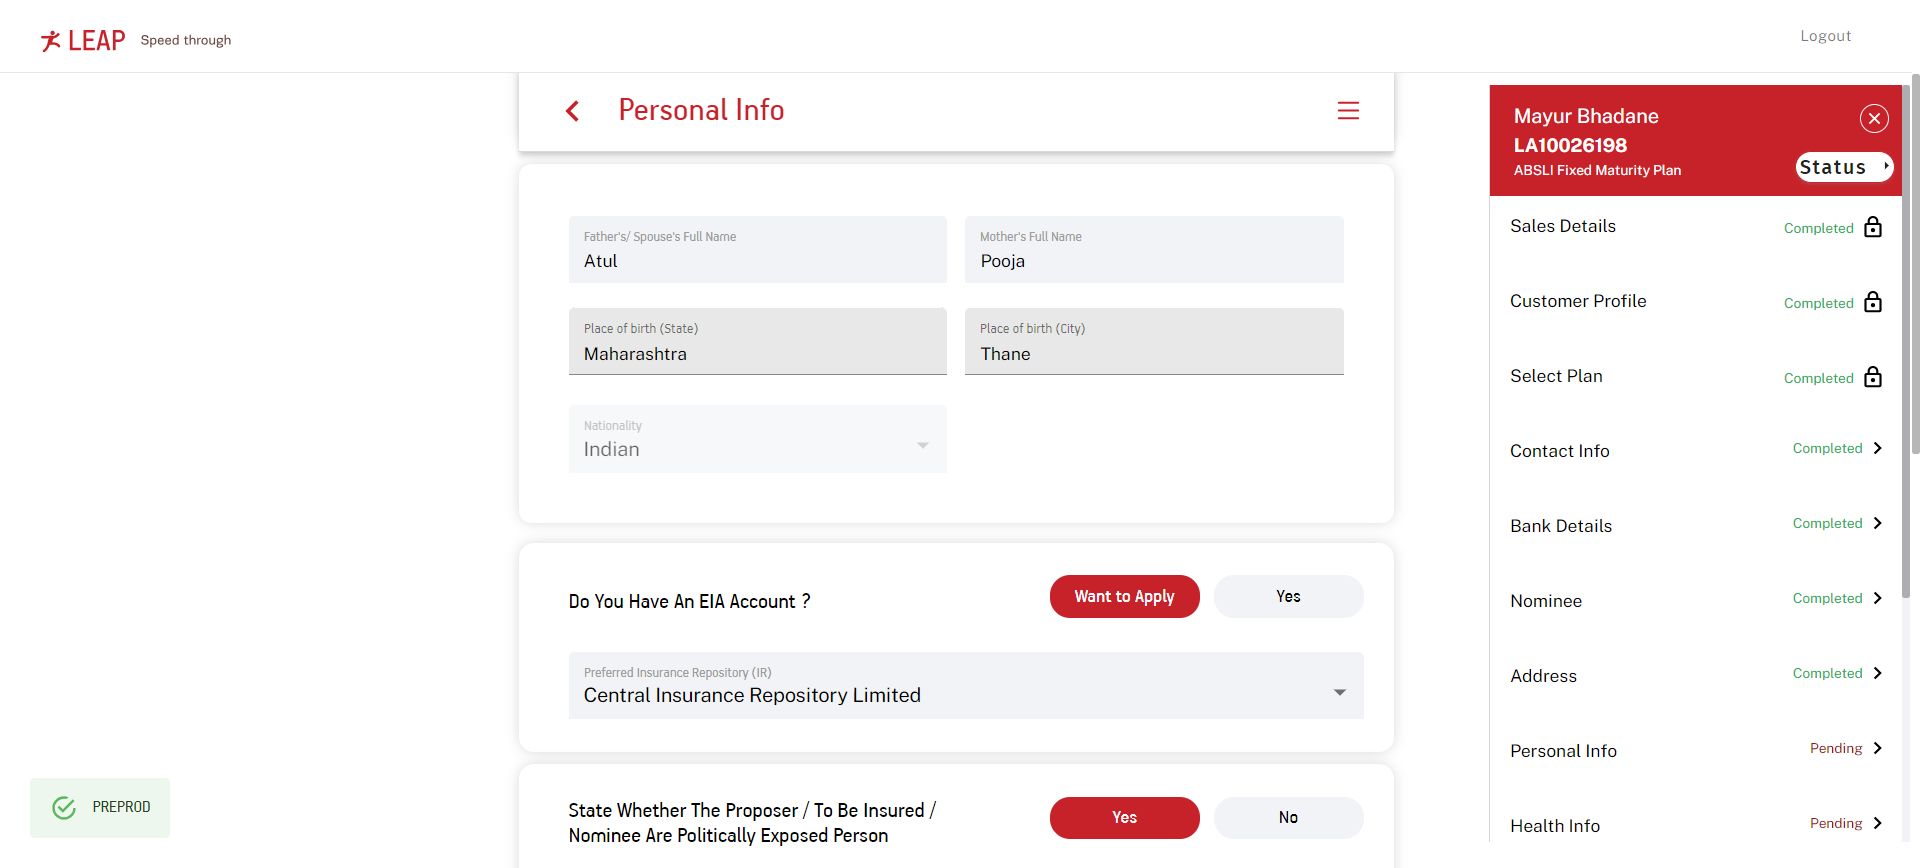 LEAP Speed through
Logout
Personal Info
Father's/ Spouse's Full Name
Atul
Mother's Full Name
Pooja
Place of birth (State)
Maharashtra
Place of birth (City)
Thane
Nationality
Indian
Do You Have An EIA Account ?
Want to Apply
Yes
Preferred Insurance Repository (IR)
Central Insurance Repository Limited
State Whether The Proposer / To Be Insured /
Nominee Are Politically Exposed Person
Yes
No
Mayur Bhadane
LA10026198
ABSLI Fixed Maturity Plan
Status
Sales Details
Completed
Customer Profile
Completed
Select Plan
Completed
Contact Info
Completed
Bank Details
Completed
Nominee
Completed
Address
Completed
Personal Info
Pending
Health Info
Pending
PREPROD